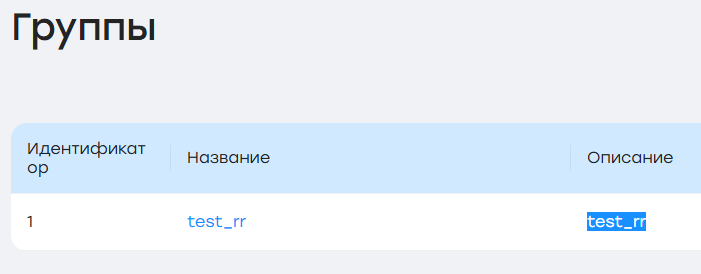 Группы
Идентификат
ор
Название
Описание
1
test_rr
test_rr